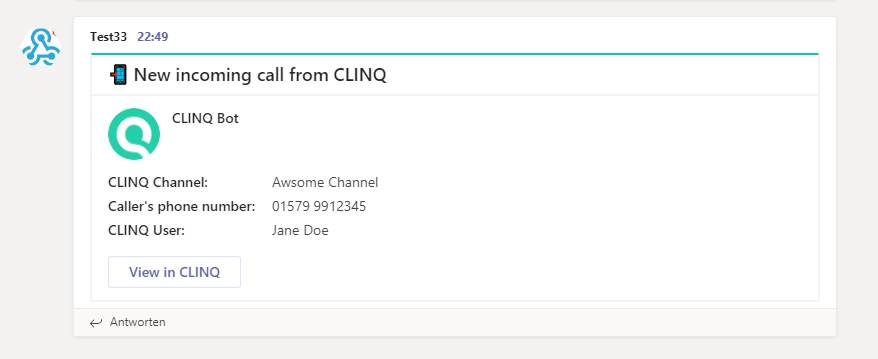 Test33 22:49
New incoming call from CLINQ
CLINQ Bot
CLINQ Channel: Awsome Channel
Caller's phone number: 01579 9912345
CLINQ User: Jane Doe
View in CLINQ
Antworten